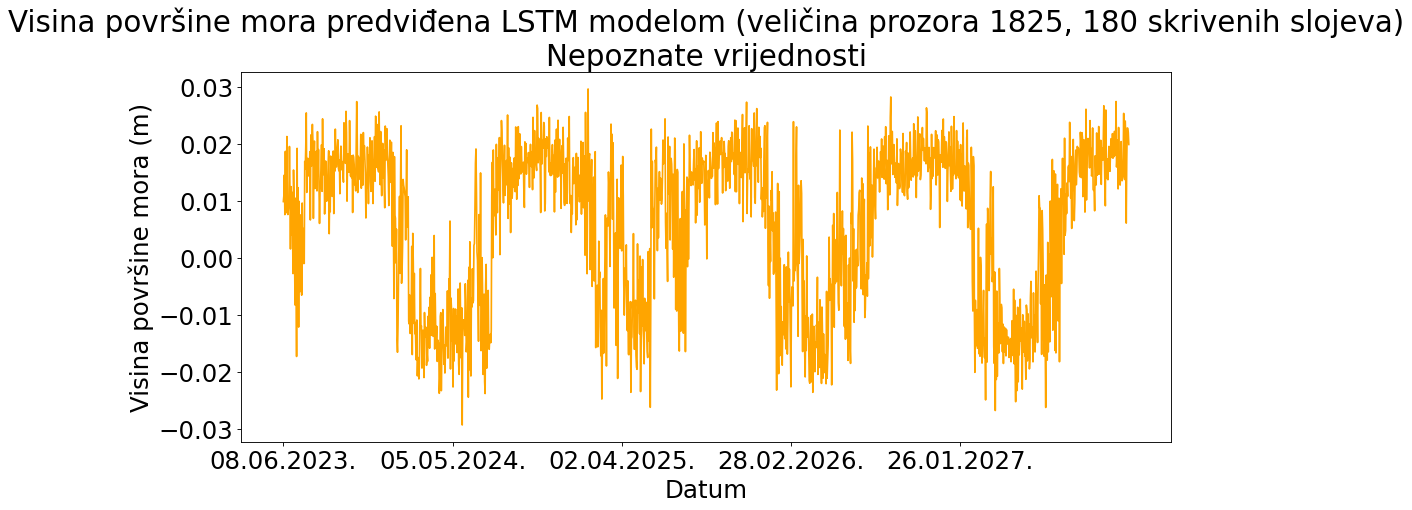 Visina površine mora predviđena LSTM modelom (veličina prozora 1825, 180 skrivenih slojeva)
Nepoznate vrijednosti
Visina površine mora (m)
0.03
0.02
0.01
0.00
−0.01
−0.02
−0.03
08.06.2023. 05.05.2024. 02.04.2025. 28.02.2026. 26.01.2027.
Datum